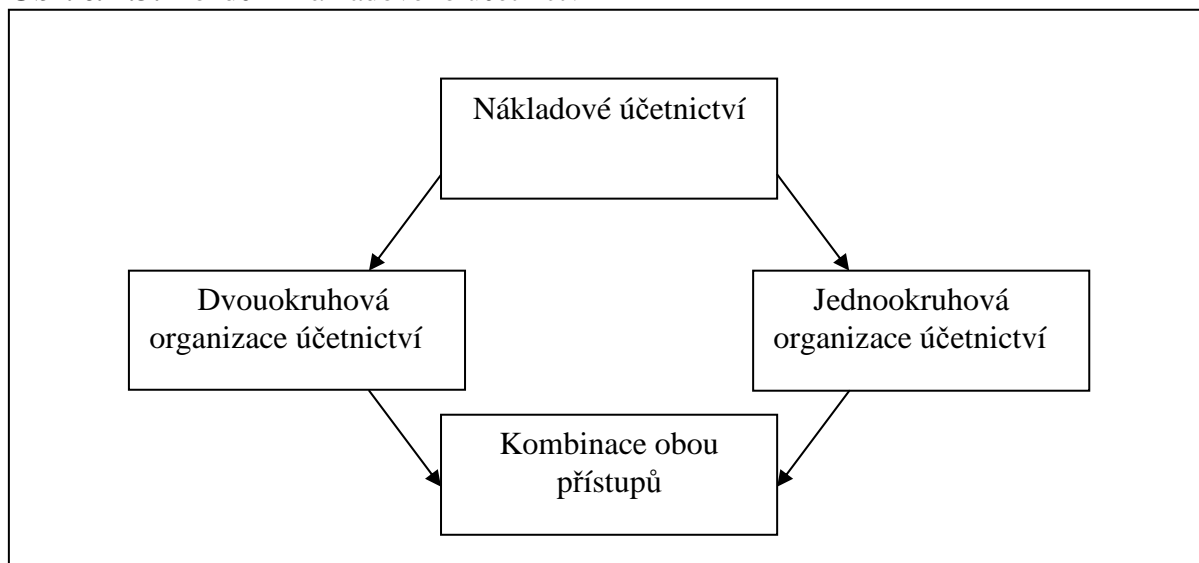 Nákladové účetnictví
Dvouokruhová
organizace účetnictví
Jednookruhová
organizace účetnictví
Kombinace obou
přístupů